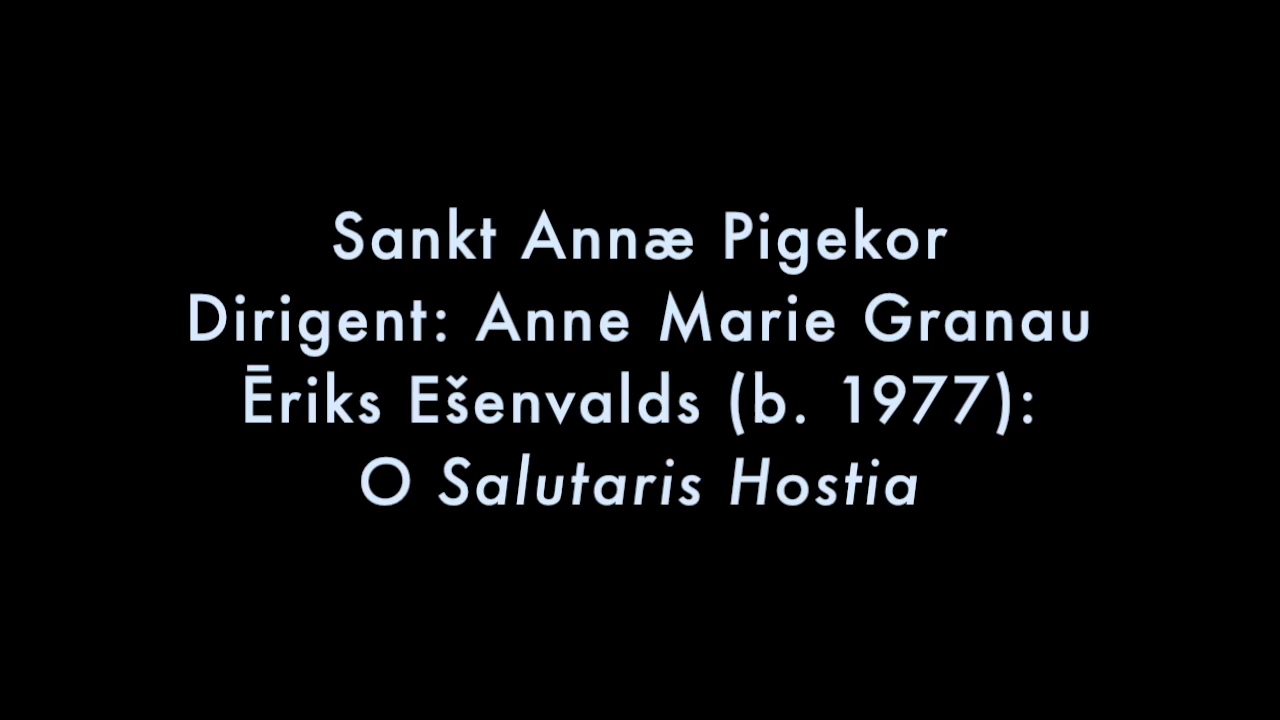 Sankt Annæ Pigekor
Dirigent: Anne Marie Granau
Ēriks Ešenvalds (b. 1977):
O Salutaris Hostia